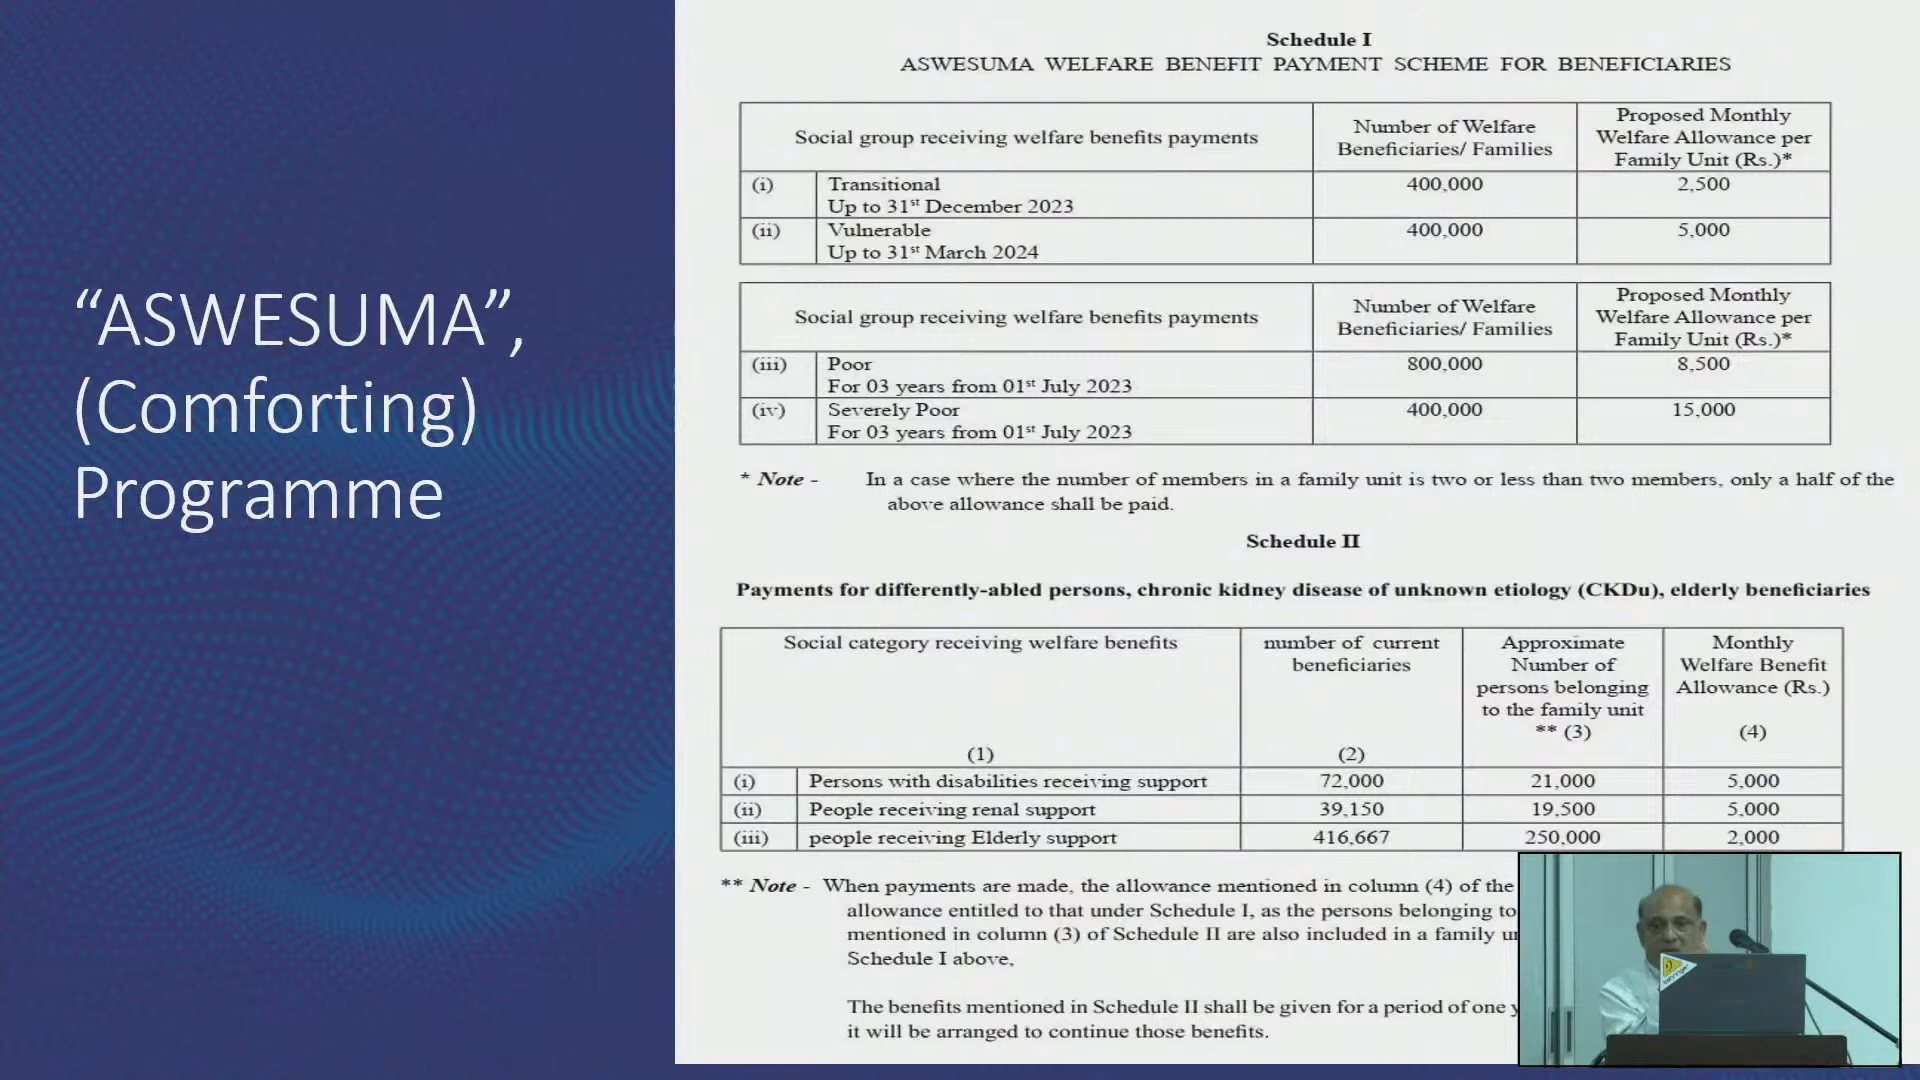 “ASWESUMA”,
(Comforting)
Programme
Schedule I
ASWESUMA WELFARE BENEFIT PAYMENT SCHEME FOR BENEFICIARIES
Social group receiving welfare benefits payments
Number of Welfare
Beneficiaries/ Families
Proposed Monthly
Welfare Allowance per
Family Unit (Rs.)*
(i) Transitional 400,000 2,500
Up to 31st December 2023
(ii) Vulnerable 400,000 5,000
Up to 31st March 2024
Social group receiving welfare benefits payments
Number of Welfare
Beneficiaries/ Families
Proposed Monthly
Welfare Allowance per
Family Unit (Rs.)*
(iii) Poor 800,000 8,500
For 03 years from 01st July 2023
(iv) Severely Poor 400,000 15,000
For 03 years from 01st July 2023
* Note - In a case where the number of members in a family unit is two or less than two members, only a half of the
above allowance shall be paid.
Schedule II
Payments for differently-abled persons, chronic kidney disease of unknown etiology (CKDu), elderly beneficiaries
Social category receiving welfare benefits
(1)
number of current
beneficiaries
(2)
Approximate
Number of
persons belonging
to the family unit
** (3)
Monthly
Welfare Benefit
Allowance (Rs.)
(4)
(i) Persons with disabilities receiving support 72,000 21,000 5,000
(ii) People receiving renal support 39,150 19,500 5,000
(iii) people receiving Elderly support 416,667 250,000 2,000
** Note - When payments are made, the allowance mentioned in column (4) of the
allowance entitled to that under Schedule I, as the persons belonging to
mentioned in column (3) of Schedule II are also included in a family
Schedule I above,
The benefits mentioned in Schedule II shall be given for a period of one
it will be arranged to continue those benefits.
behringer